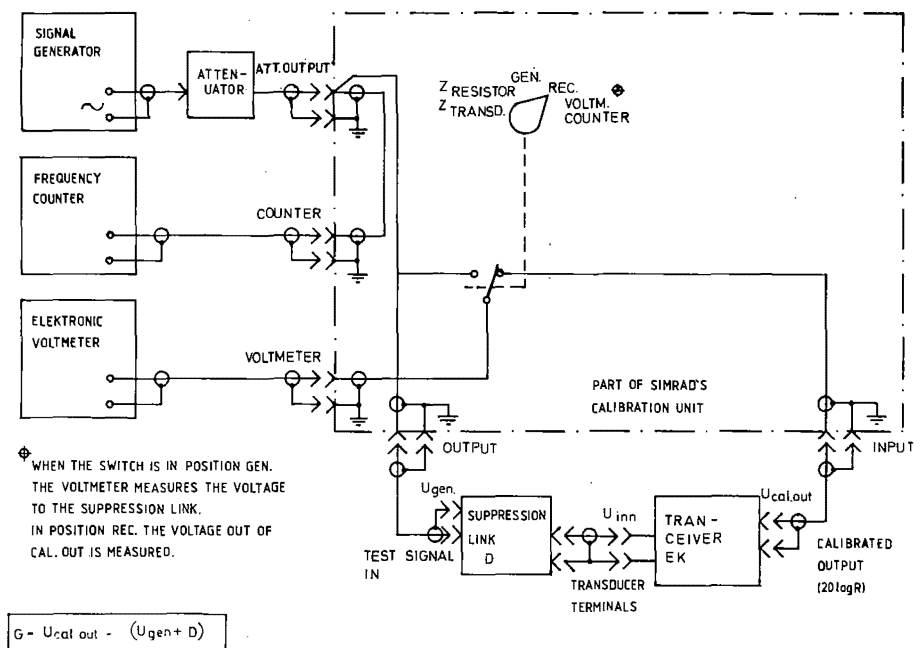 SIGNAL
GENERATOR
ATTEN-
UATOR
ATT.OUTPUT
FREQUENCY
COUNTER
COUNTER
ELEKTRONIC
VOLTMETER
VOLTMETER
Z RESISTOR
Z TRANSD.
GEN.
REC.
VOLTM.
COUNTER
PART OF SIMRAD'S
CALIBRATION UNIT
OUTPUT
INPUT
WHEN THE SWITCH IS IN POSITION GEN.
THE VOLTMETER MEASURES THE VOLTAGE
TO THE SUPPRESSION LINK.
IN POSITION REC. THE VOLTAGE OUT OF
CAL. OUT IS MEASURED.
Ugen.
TEST SIGNAL
IN
SUPPRESSION
LINK
D
U inn
TRANSDUCER
TERMINALS
TRAN-
CEIVER
EK
Ucal.out
CALIBRATED
OUTPUT
(20logR)
G - Ucal out - (Ugen + D)